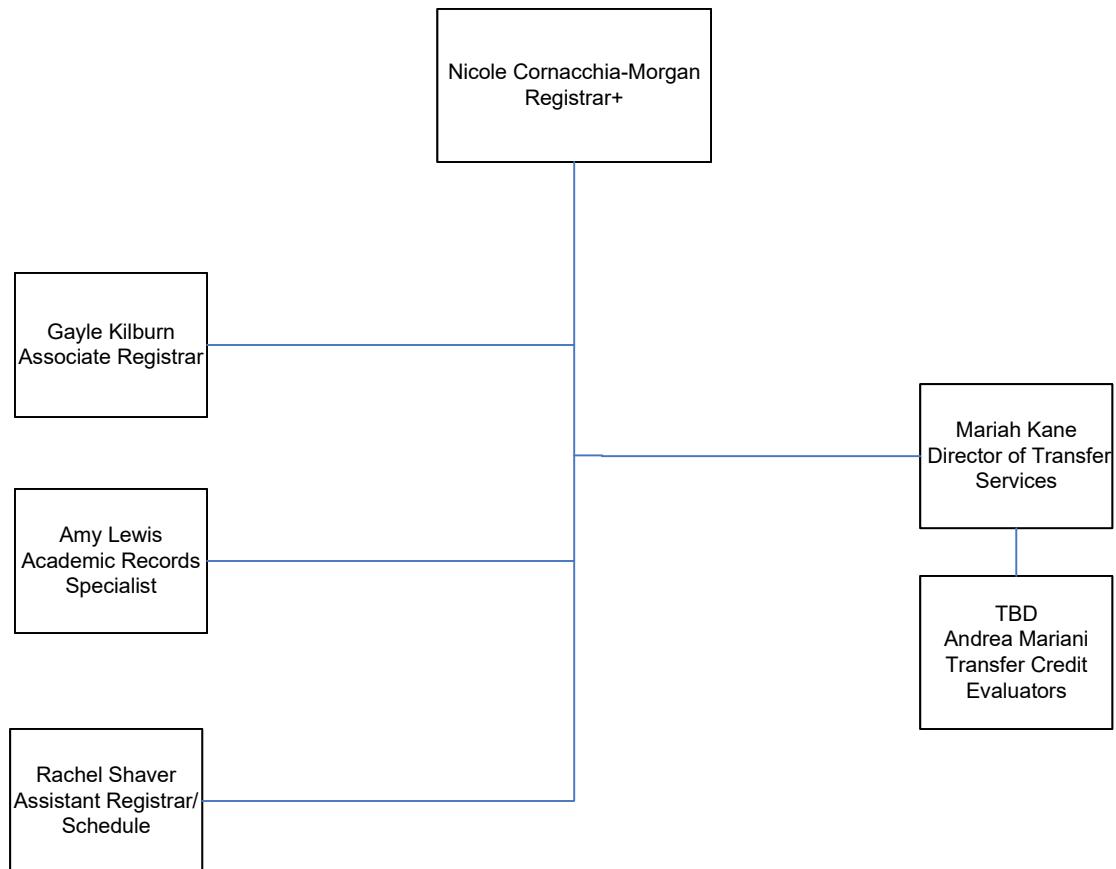 Nicole Cornacchia-Morgan
Registrar+
Gayle Kilburn
Associate Registrar
Mariah Kane
Director of Transfer
Services
Amy Lewis
Academic Records
Specialist
TBD
Andrea Mariani
Transfer Credit
Evaluators
Rachel Shaver
Assistant Registrar/
Schedule